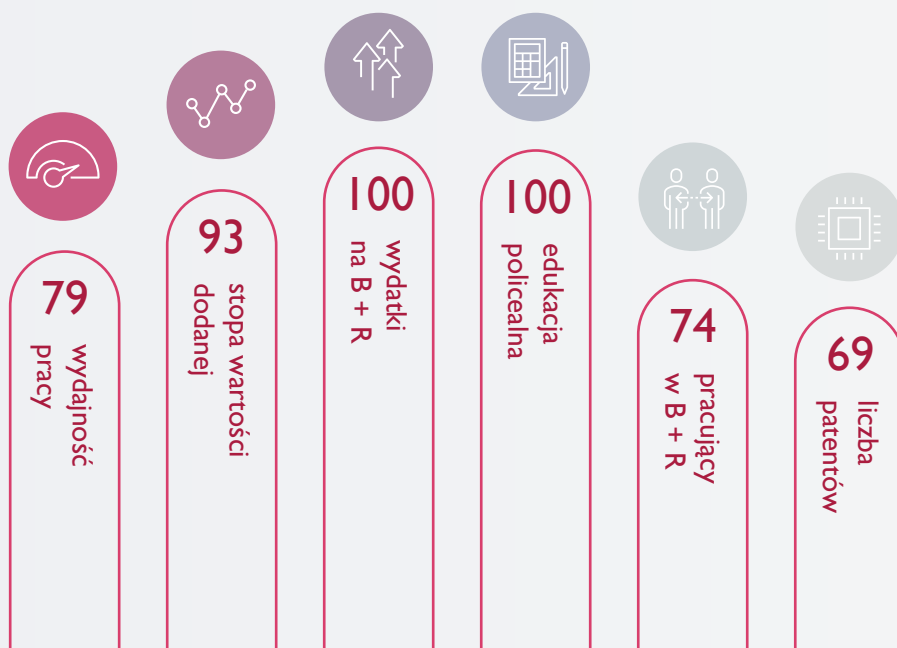 79
wydajność
pracy
93
stopa wartości
dodanej
100
wydatki
na B + R
100
edukacja
policealna
74
pracujący
w B + R
69
liczba
patentów